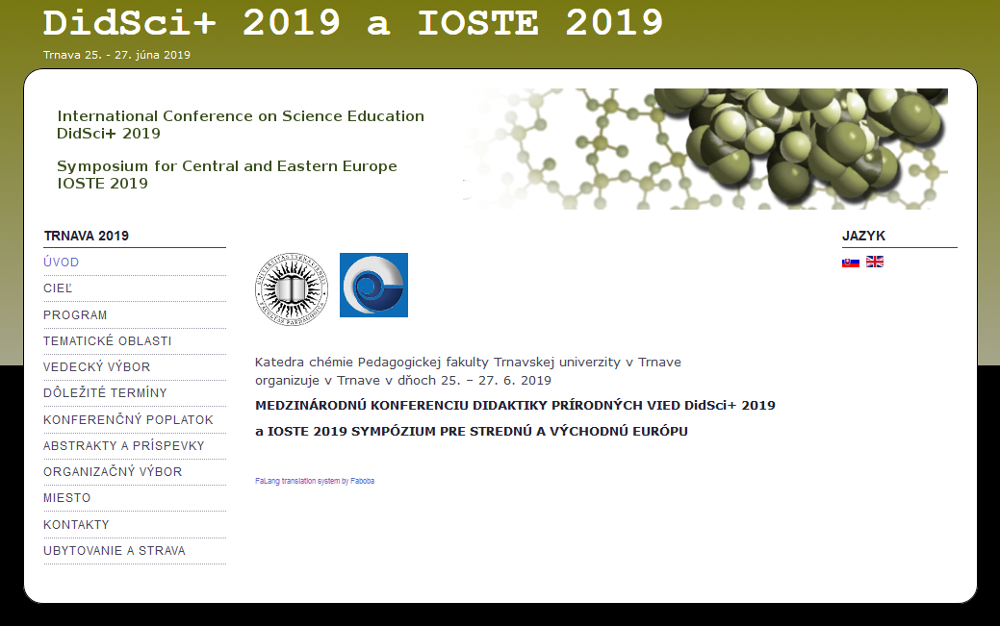 DidSci+ 2019 a IOSTE 2019
Trnava 25. - 27. júna 2019
International Conference on Science Education
DidSci+ 2019
Symposium for Central and Eastern Europe
IOSTE 2019
TRNAVA 2019
ÚVOD
CIEĽ
PROGRAM
TEMATICKÉ OBLASTI
VEDECKÝ VÝBOR
DÔLEŽITÉ TERMÍNY
KONFERENČNÝ POPLATOK
ABSTRAKTY A PRÍSPEVKY
ORGANIZAČNÝ VÝBOR
MIESTO
KONTAKTY
UBYTOVANIE A STRAVA
UNIVERSITAS TYRNAVIENSIS
FACULTAS PAEDAGOGICA
Katedra chémie Pedagogickej fakulty Trnavskej univerzity v Trnave
organizuje v Trnave v dňoch 25. – 27. 6. 2019
MEDZINÁRODNÚ KONFERENCIU DIDAKTIKY PRÍRODNÝCH VIED DidSci+ 2019
a IOSTE 2019 SYMPÓZIUM PRE STREDNÚ A VÝCHODNÚ EURÓPU
FaLang translation system by Faboba
JAZYK